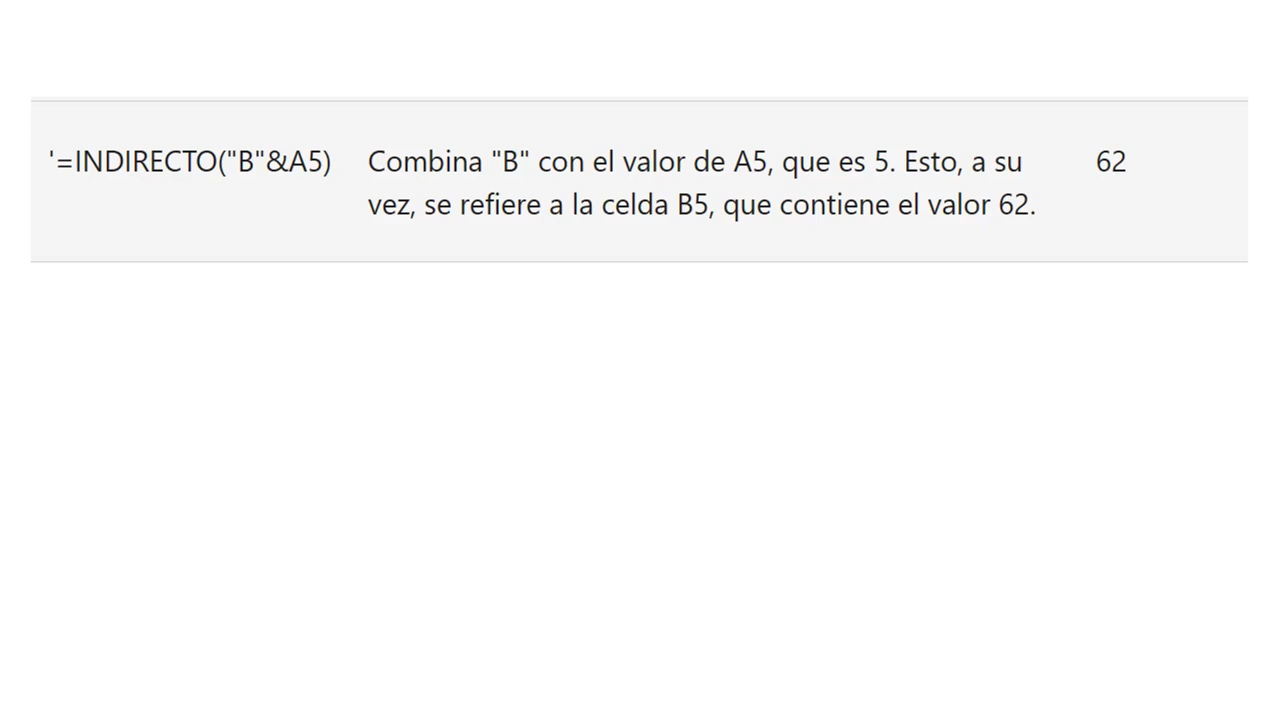 '=INDIRECTO("B"&A5) Combina "B" con el valor de A5, que es 5. Esto, a su 62
vez, se refiere a la celda B5, que contiene el valor 62.